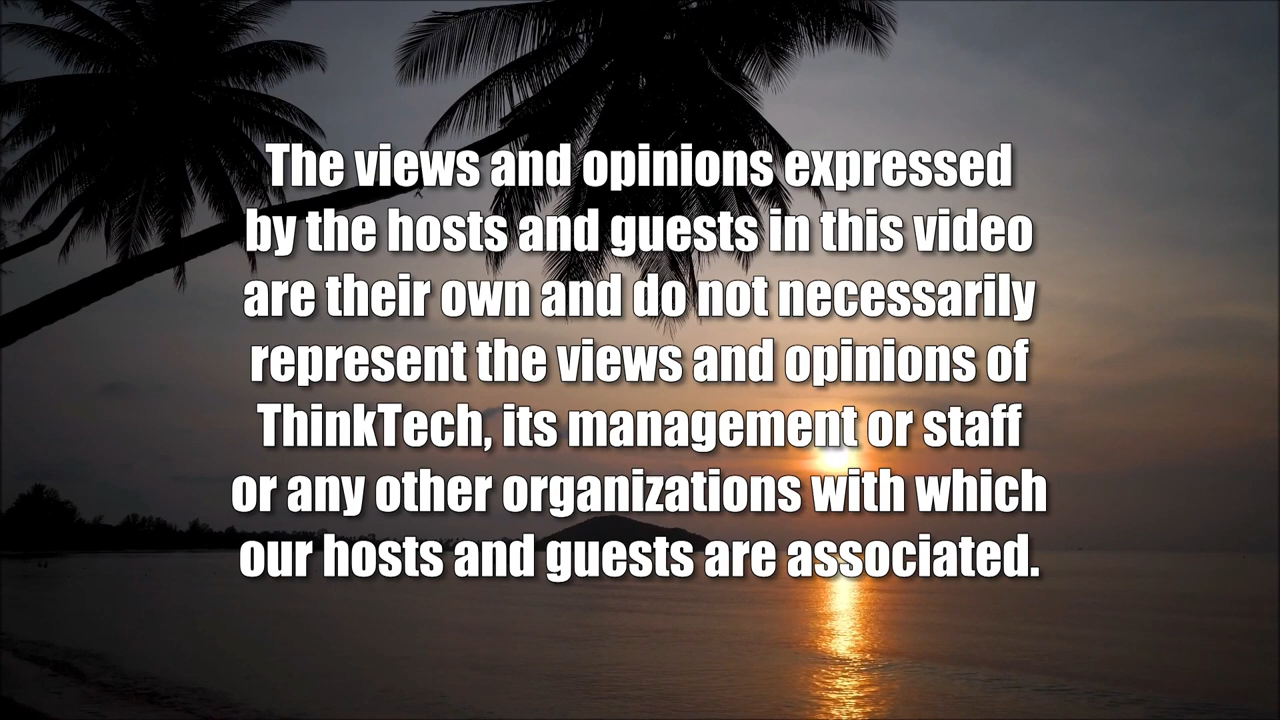 The views and opinions expressed
by the hosts and guests in this video
are their own and do not necessarily
represent the views and opinions of
ThinkTech, its management or staff
or any other organizations with which
our hosts and guests are associated.